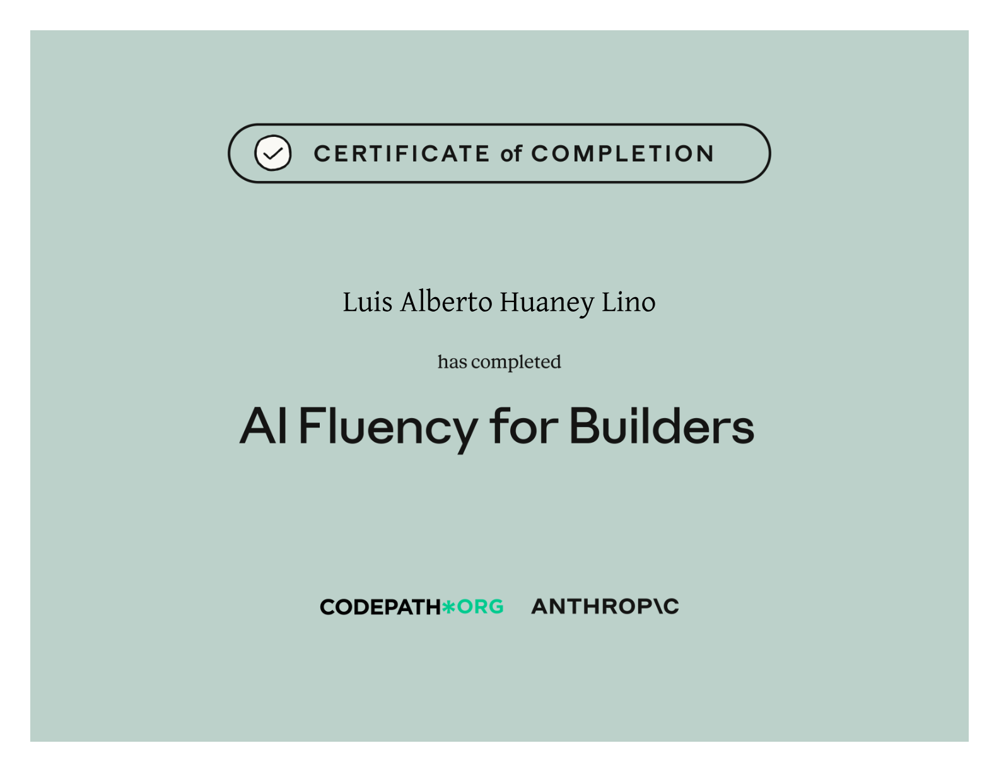 CERTIFICATE of COMPLETION
Luis Alberto Huaney Lino
has completed
AI Fluency for Builders
CODEPATH*ORG ANTHROP\C